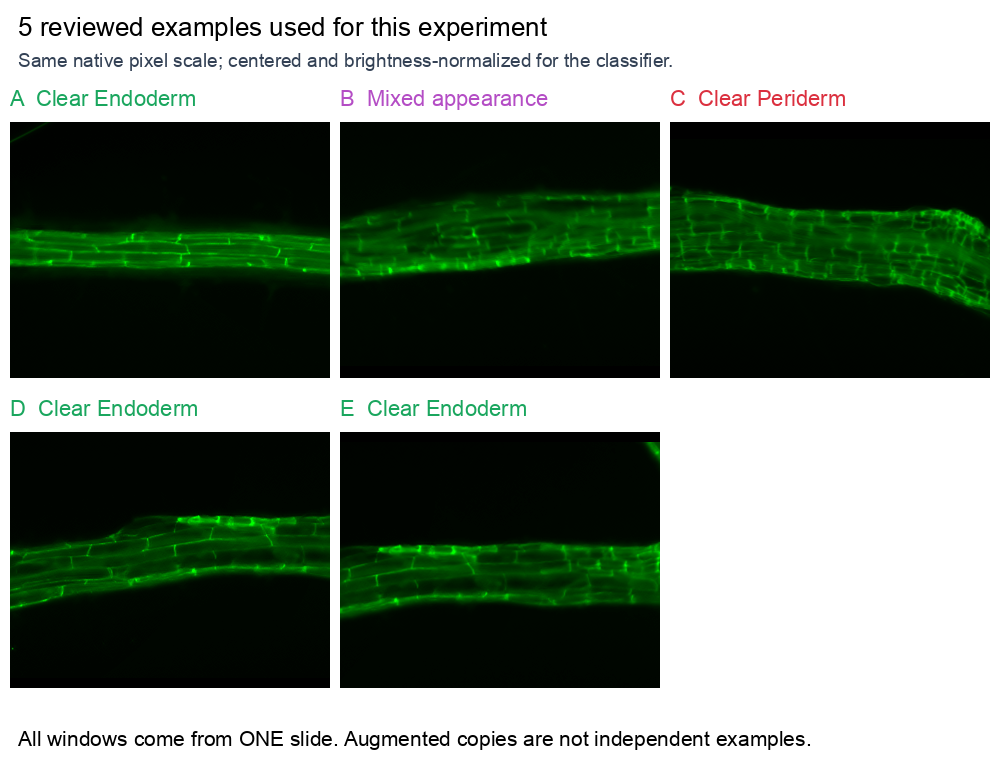 5 reviewed examples used for this experiment
Same native pixel scale; centered and brightness-normalized for the classifier.
A Clear Endoderm
B Mixed appearance
C Clear Periderm
D Clear Endoderm
E Clear Endoderm
All windows come from ONE slide. Augmented copies are not independent examples.